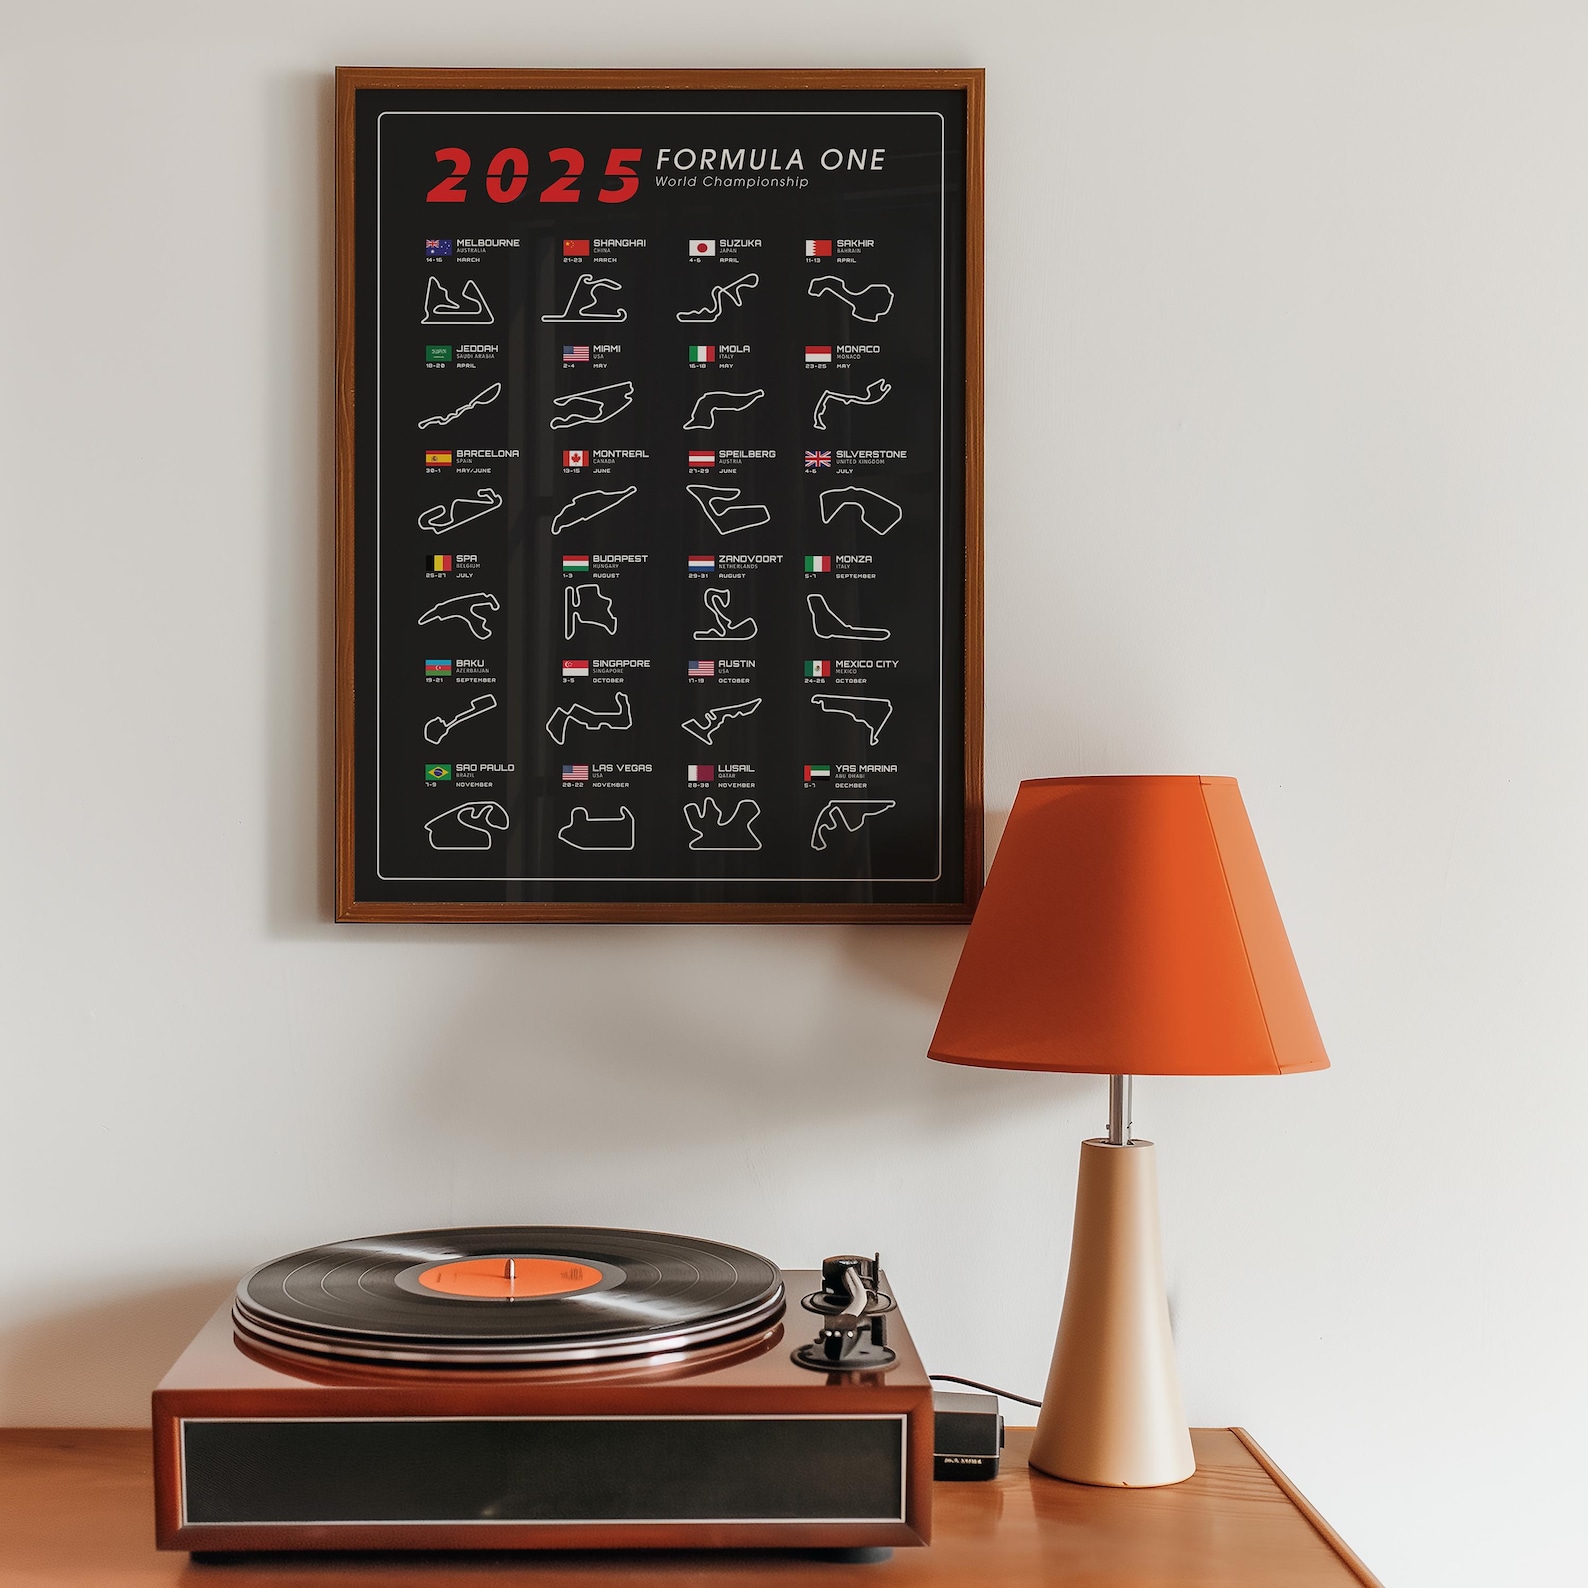 2025 FORMULA ONE
World Championship
MELBOURNE
AUSTRALIA
14-16 MARCH
SHANGHAI
CHINA
21-23 MARCH
SUZUKA
JAPAN
4-6 APRIL
SAKHIR
BAHRAIN
11-13 APRIL
JEDDAH
SAUDI ARABIA
18-20 APRIL
MIAMI
USA
2-4 MAY
IMOLA
ITALY
16-18 MAY
MONACO
MONACO
23-25 MAY
BARCELONA
SPAIN
30-1 MAY/JUNE
MONTREAL
CANADA
13-15 JUNE
SPEILBERG
AUSTRIA
27-29 JUNE
SILVERSTONE
UNITED KINGDOM
4-6 JULY
SPA
BELGIUM
25-27 JULY
BUDAPEST
HUNGARY
1-3 AUGUST
ZANDVOORT
NETHERLANDS
29-31 AUGUST
MONZA
ITALY
5-7 SEPTEMBER
BAKU
AZERBAIJAN
19-21 SEPTEMBER
SINGAPORE
SINGAPORE
3-5 OCTOBER
AUSTIN
USA
17-19 OCTOBER
MEXICO CITY
MEXICO
24-26 OCTOBER
SAO PAULO
BRAZIL
7-9 NOVEMBER
LAS VEGAS
USA
20-22 NOVEMBER
LUSAIL
QATAR
28-30 NOVEMBER
YAS MARINA
ABU DHABI
5-7 DECMBER